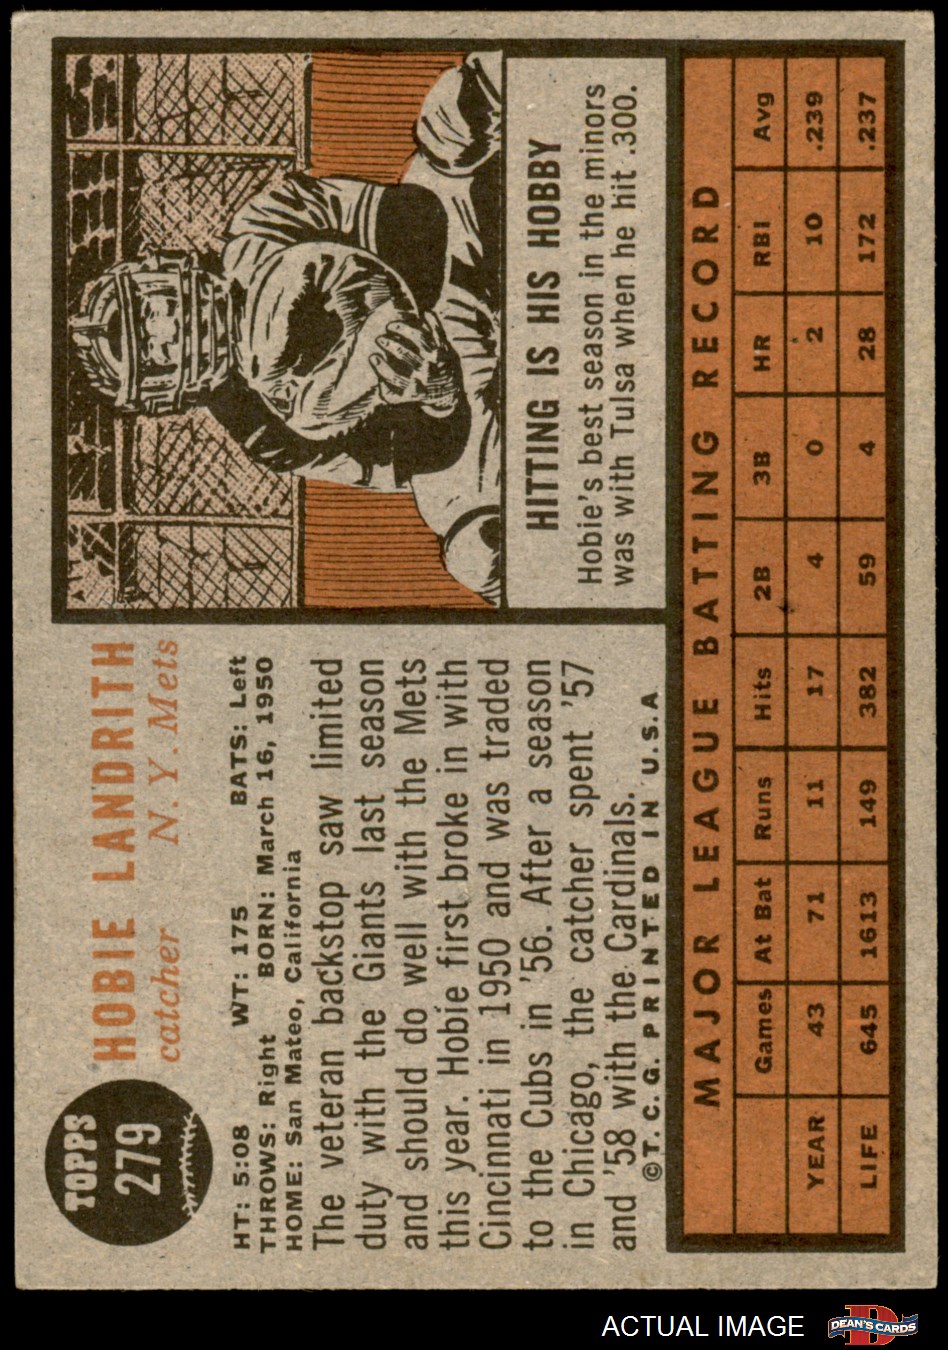 TOPPS
279
HOBIE LANDRITH
catcher N. Y. Mets
HT: 5:08 WT: 175 BATS: Left
THROWS: Right BORN: March 16, 1950
HOME: San Mateo, California
The veteran backstop saw limited
duty with the Giants last season
and should do well with the Mets
this year. Hobie first broke in with
Cincinnati in 1950 and was traded
to the Cubs in '56. After a season
in Chicago, the catcher spent '57
and '58 with the Cardinals.
©T. C. G. PRINTED IN U.S.A
HITTING IS HIS HOBBY
Hobie's best season in the minors
was with Tulsa when he hit .300.
MAJOR LEAGUE BATTING RECORD
Games At Bat Runs Hits 2B 3B HR RBI Avg
YEAR 43 71 11 17 4 0 2 10 .239
LIFE 645 1613 149 382 59 4 28 172 .237
ACTUAL IMAGE
DEAN'S CARDS